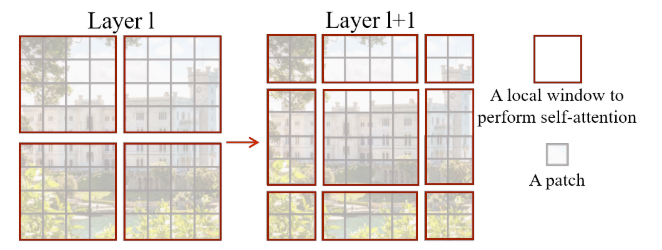 Layer l
Layer l+1
A local window to
perform self-attention
A patch